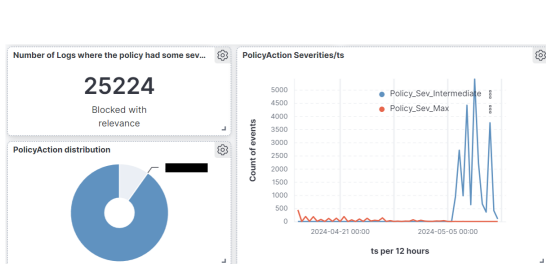 Number of Logs where the policy had some sev...
25224
Blocked with
relevance
PolicyAction distribution
PolicyAction Severities/ts
Policy_Sev_Intermediate
Policy_Sev_Max
Count of events
5000
4500
4000
3500
3000
2500
2000
1500
1000
500
0
2024-04-21 00:00
2024-05-05 00:00
ts per 12 hours